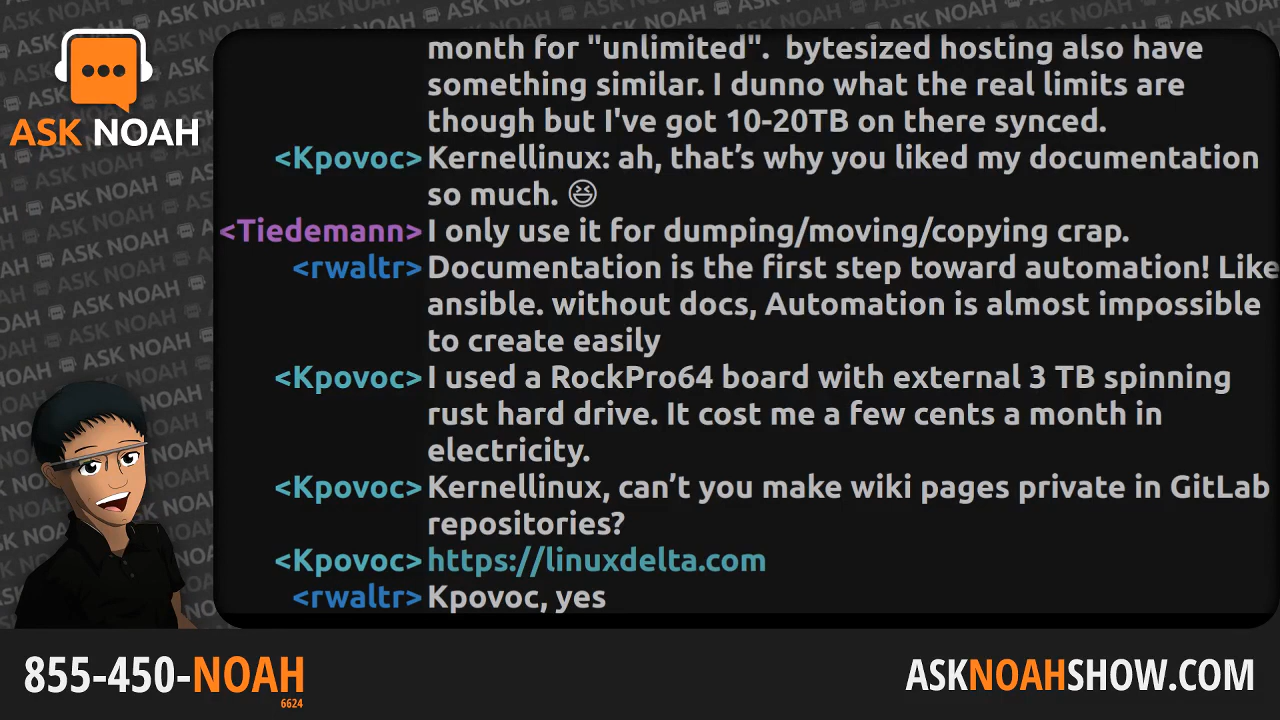 ASK NOAH
month for "unlimited".  bytesized hosting also have
something similar. I dunno what the real limits are
though but I've got 10-20TB on there synced.
<Kpovoc> Kernellinux: ah, that’s why you liked my documentation
so much. 😆
<Tiedemann> I only use it for dumping/moving/copying crap.
<rwaltr> Documentation is the first step toward automation! Like
ansible. without docs, Automation is almost impossible
to create easily
<Kpovoc> I used a RockPro64 board with external 3 TB spinning
rust hard drive. It cost me a few cents a month in
electricity.
<Kpovoc> Kernellinux, can’t you make wiki pages private in GitLab
repositories?
<Kpovoc> https://linuxdelta.com
<rwaltr> Kpovoc, yes
855-450-NOAH
6624
ASKNOAHSHOW.COM